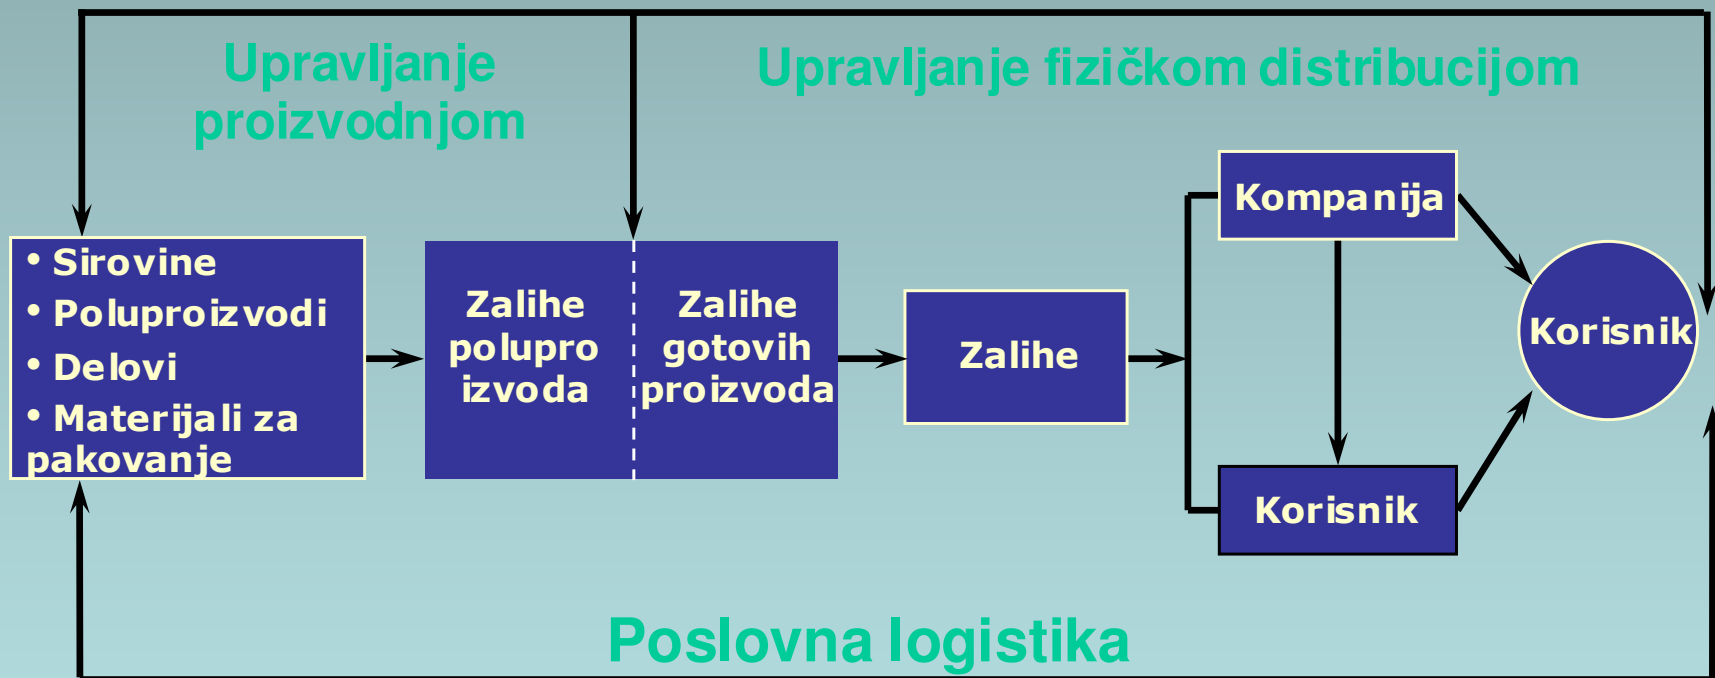 Upravljanje
proizvodnjom
Upravljanje fizičkom distribucijom
• Sirovine
• Poluproizvodi
• Delovi
• Materijali za
pakovanje
Zalihe
polupro
izvoda
Zalihe
gotovih
proizvoda
Zalihe
Kompanija
Korisnik
Korisnik
Poslovna logistika